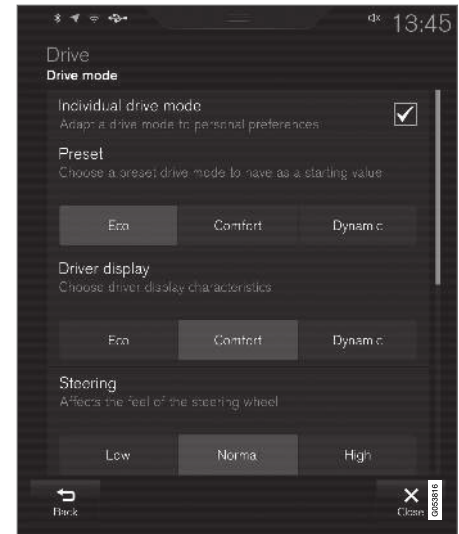 13:45
Drive
Drive mode
Individual drive mode
Adapt a drive mode to personal preferences
Preset
Choose a preset drive mode to have as a starting value
Eco Comfort Dynamic
Driver display
Choose driver display characteristics
Eco Comfort Dynamic
Steering
Affects the feel of the steering wheel
Low Normal High
Back Close
G053816